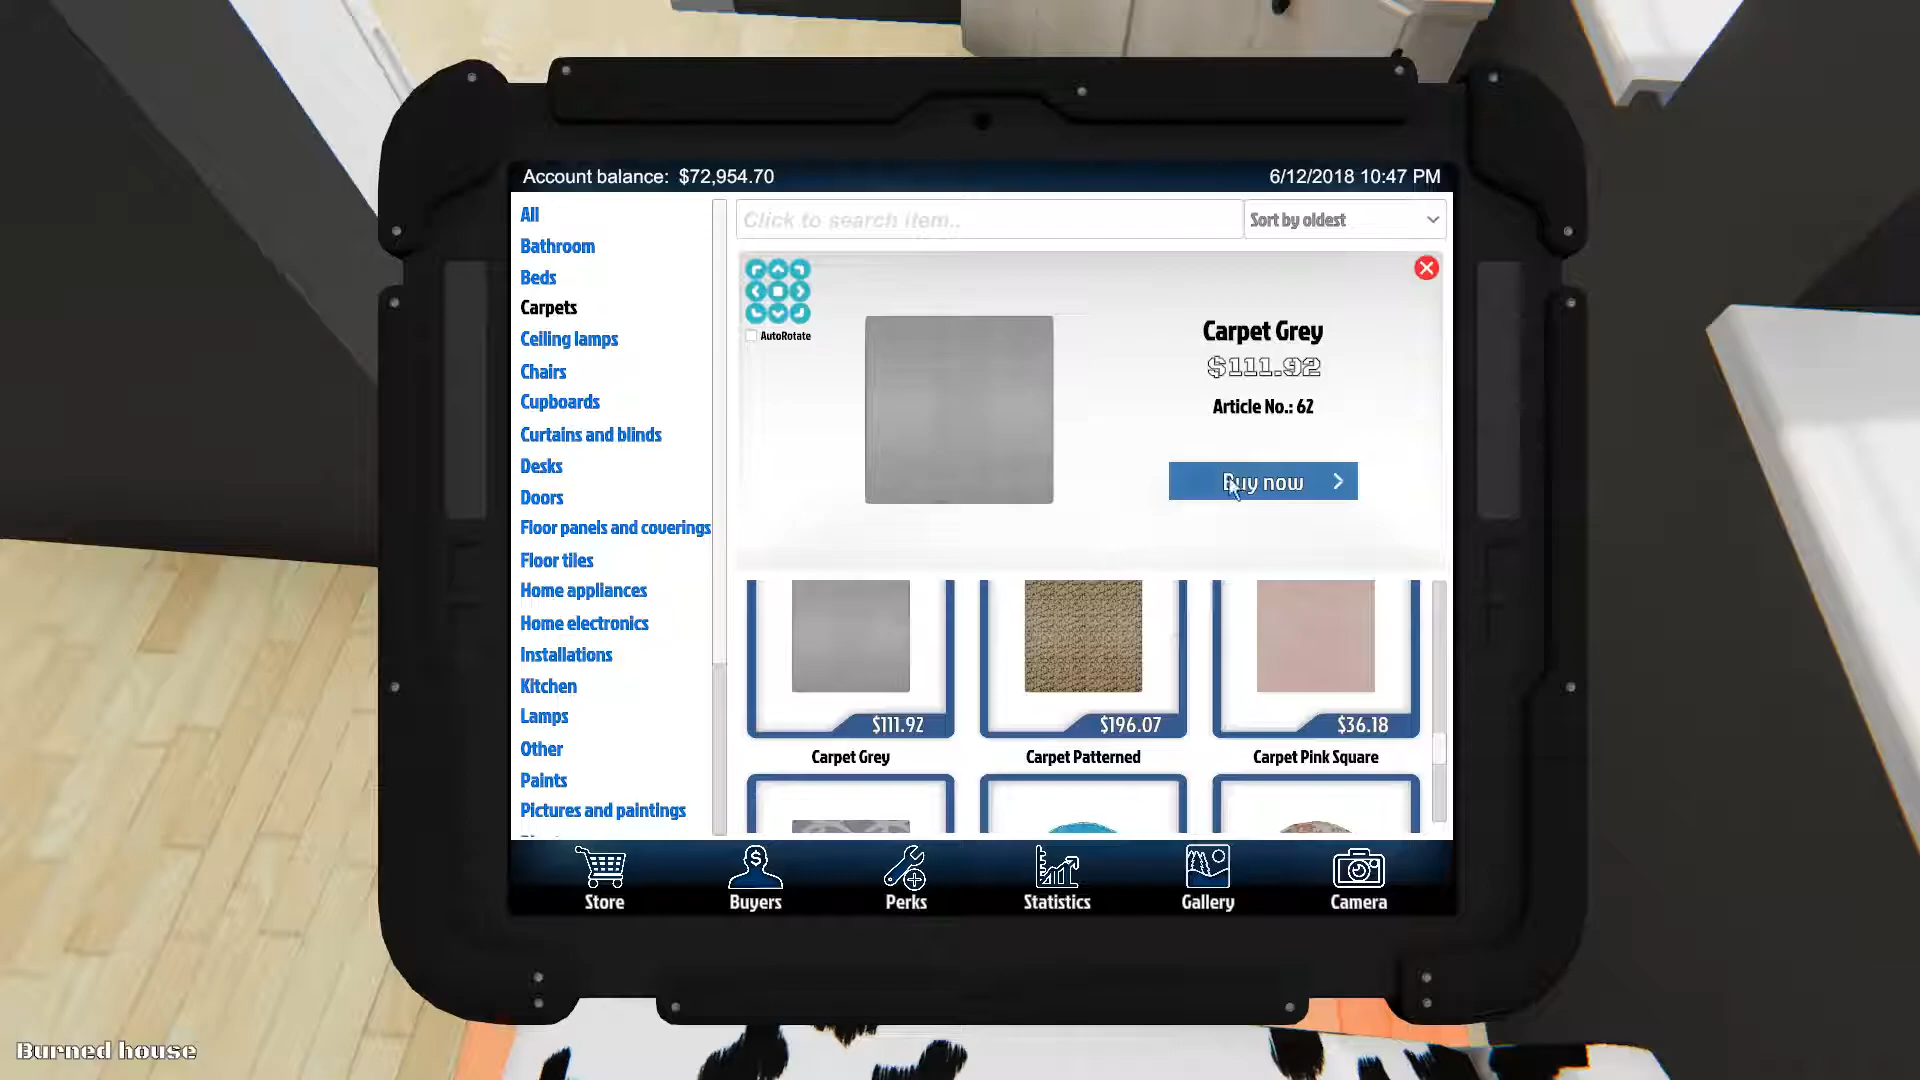 Account balance: $72,954.70
6/12/2018 10:47 PM
All
Bathroom
Beds
Carpets
Ceiling lamps
Chairs
Cupboards
Curtains and blinds
Desks
Doors
Floor panels and coverings
Floor tiles
Home appliances
Home electronics
Installations
Kitchen
Lamps
Other
Paints
Pictures and paintings
Click to search item..
Sort by oldest
AutoRotate
Carpet Grey
$111.92
Article No.: 62
Buy now
$111.92
$196.07
$36.18
Carpet Grey
Carpet Patterned
Carpet Pink Square
Store
Buyers
Perks
Statistics
Gallery
Camera
Burned house